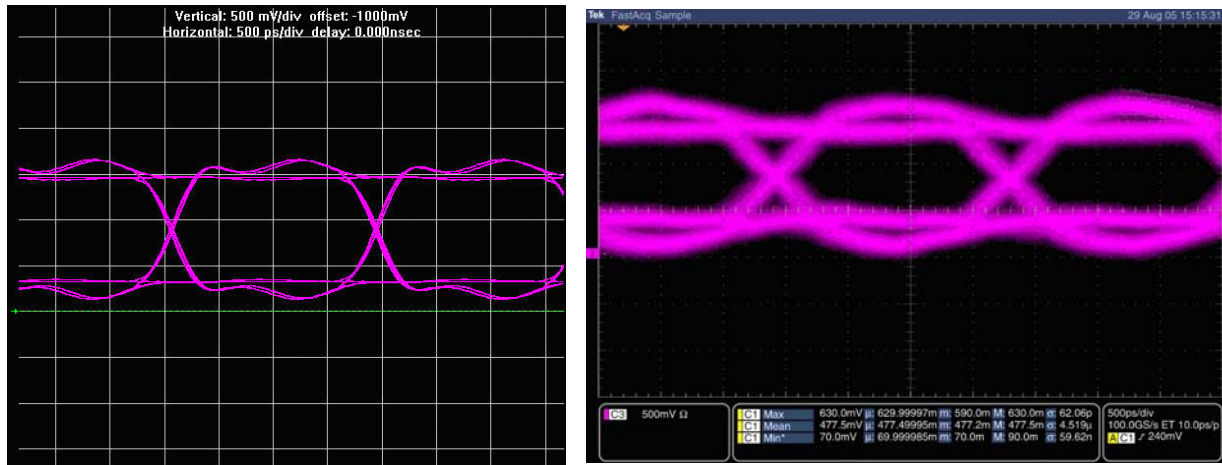 Vertical: 500 mV/div offset: -1000mV
Horizontal: 500 ps/div delay: 0.000nsec
Tek FastAcq Sample 29 Aug 05 15:15:31
C3 500mV Ω
C1 Max 630.0mV µ: 629.99997m m: 590.0m M: 630.0m σ: 62.06p
C1 Mean 477.5mV µ: 477.49995m m: 477.2m M: 477.5m σ: 4.519µ
C1 Min* 70.0mV µ: 69.999985m m: 70.0m M: 90.0m σ: 59.62n
500ps/div
100.0GS/s ET 10.0ps/p
A C1 ∫ 240mV